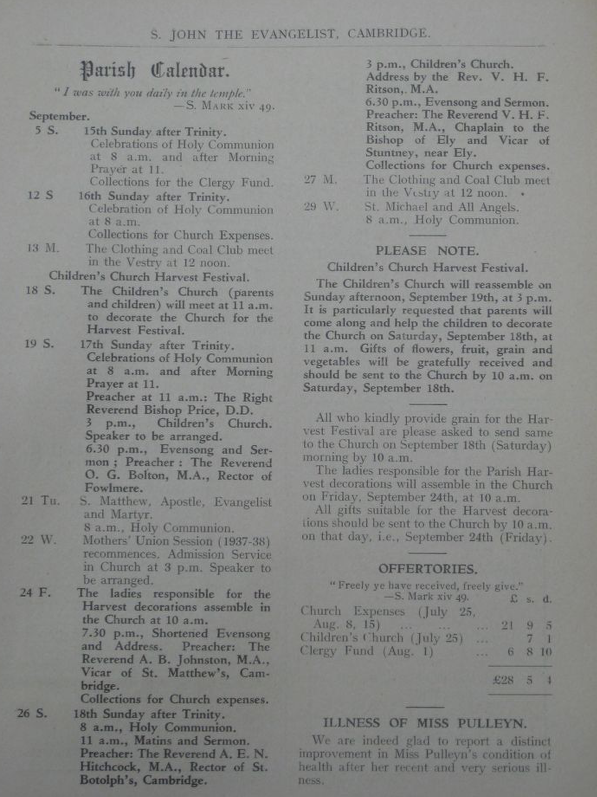 S. JOHN THE EVANGELIST, CAMBRIDGE.
Parish Calendar.
"I was with you daily in the temple."
—S. MARK xiv 49.
September.
5 S. 15th Sunday after Trinity.
Celebrations of Holy Communion
at 8 a.m. and after Morning
Prayer at 11.
Collections for the Clergy Fund.
12 S 16th Sunday after Trinity.
Celebration of Holy Communion
at 8 a.m.
Collections for Church Expenses.
13 M. The Clothing and Coal Club meet
in the Vestry at 12 noon.
Children's Church Harvest Festival.
18 S. The Children's Church (parents
and children) will meet at 11 a.m.
to decorate the Church for the
Harvest Festival.
19 S. 17th Sunday after Trinity.
Celebrations of Holy Communion
at 8 a.m. and after Morning
Prayer at 11.
Preacher at 11 a.m.: The Right
Reverend Bishop Price, D.D.
3 p.m., Children's Church.
Speaker to be arranged.
6.30 p.m., Evensong and Ser-
mon ; Preacher : The Reverend
O. G. Bolton, M.A., Rector of
Fowlmere.
21 Tu. S. Matthew, Apostle, Evangelist
and Martyr.
8 a.m., Holy Communion.
22 W. Mothers' Union Session (1937-38)
recommences. Admission Service
in Church at 3 p.m. Speaker to
be arranged.
24 F. The ladies responsible for the
Harvest decorations assemble in
the Church at 10 a.m.
7.30 p.m., Shortened Evensong
and Address. Preacher: The
Reverend A. B. Johnston, M.A.,
Vicar of St. Matthew's, Cam-
bridge.
Collections for Church expenses.
26 S. 18th Sunday after Trinity.
8 a.m., Holy Communion.
11 a.m., Matins and Sermon.
Preacher: The Reverend A. E. N.
Hitchcock, M.A., Rector of St.
Botolph's, Cambridge.
3 p.m., Children's Church.
Address by the Rev. V. H. F.
Ritson, M.A.
6.30 p.m., Evensong and Sermon.
Preacher: The Reverend V. H. F.
Ritson, M.A., Chaplain to the
Bishop of Ely and Vicar of
Stuntney, near Ely.
Collections for Church expenses.
27 M. The Clothing and Coal Club meet
in the Vestry at 12 noon.
29 W. St. Michael and All Angels.
8 a.m., Holy Communion.
PLEASE NOTE.
Children's Church Harvest Festival.
The Children's Church will reassemble on
Sunday afternoon, September 19th, at 3 p.m.
It is particularly requested that parents will
come along and help the children to decorate
the Church on Saturday, September 18th, at
11 a.m. Gifts of flowers, fruit, grain and
vegetables will be gratefully received and
should be sent to the Church by 10 a.m. on
Saturday, September 18th.
All who kindly provide grain for the Har-
vest Festival are please asked to send same
to the Church on September 18th (Saturday)
morning by 10 a.m.
The ladies responsible for the Parish Har-
vest decorations will assemble in the Church
on Friday, September 24th, at 10 a.m.
All gifts suitable for the Harvest decora-
tions should be sent to the Church by 10 a.m.
on that day, i.e., September 24th (Friday).
OFFERTORIES.
"Freely ye have received, freely give."
—S. Mark xiv 49. £ s. d.
Church Expenses (July 25,
Aug. 8, 15) ... ... ... 21 9 5
Children's Church (July 25) ... 7 1
Clergy Fund (Aug. 1) ... 6 8 10
£28 5 4
ILLNESS OF MISS PULLEYN.
We are indeed glad to report a distinct
improvement in Miss Pulleyn's condition of
health after her recent and very serious ill-
ness.